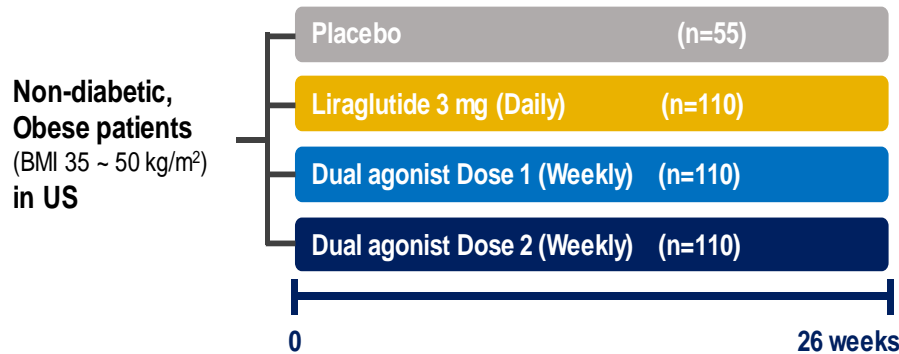 Placebo (n=55)
Non-diabetic,
Obese patients
(BMI 35 ~ 50 kg/m²)
in US
Liraglutide 3 mg (Daily) (n=110)
Dual agonist Dose 1 (Weekly) (n=110)
Dual agonist Dose 2 (Weekly) (n=110)
0 26 weeks